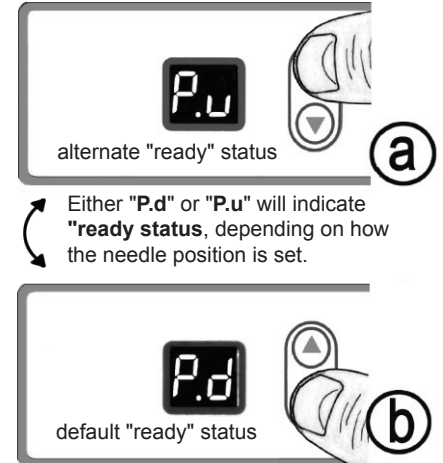 P.u
alternate "ready" status
a
Either "P.d" or "P.u" will indicate
"ready status, depending on how
the needle position is set.
P.d
default "ready" status
b